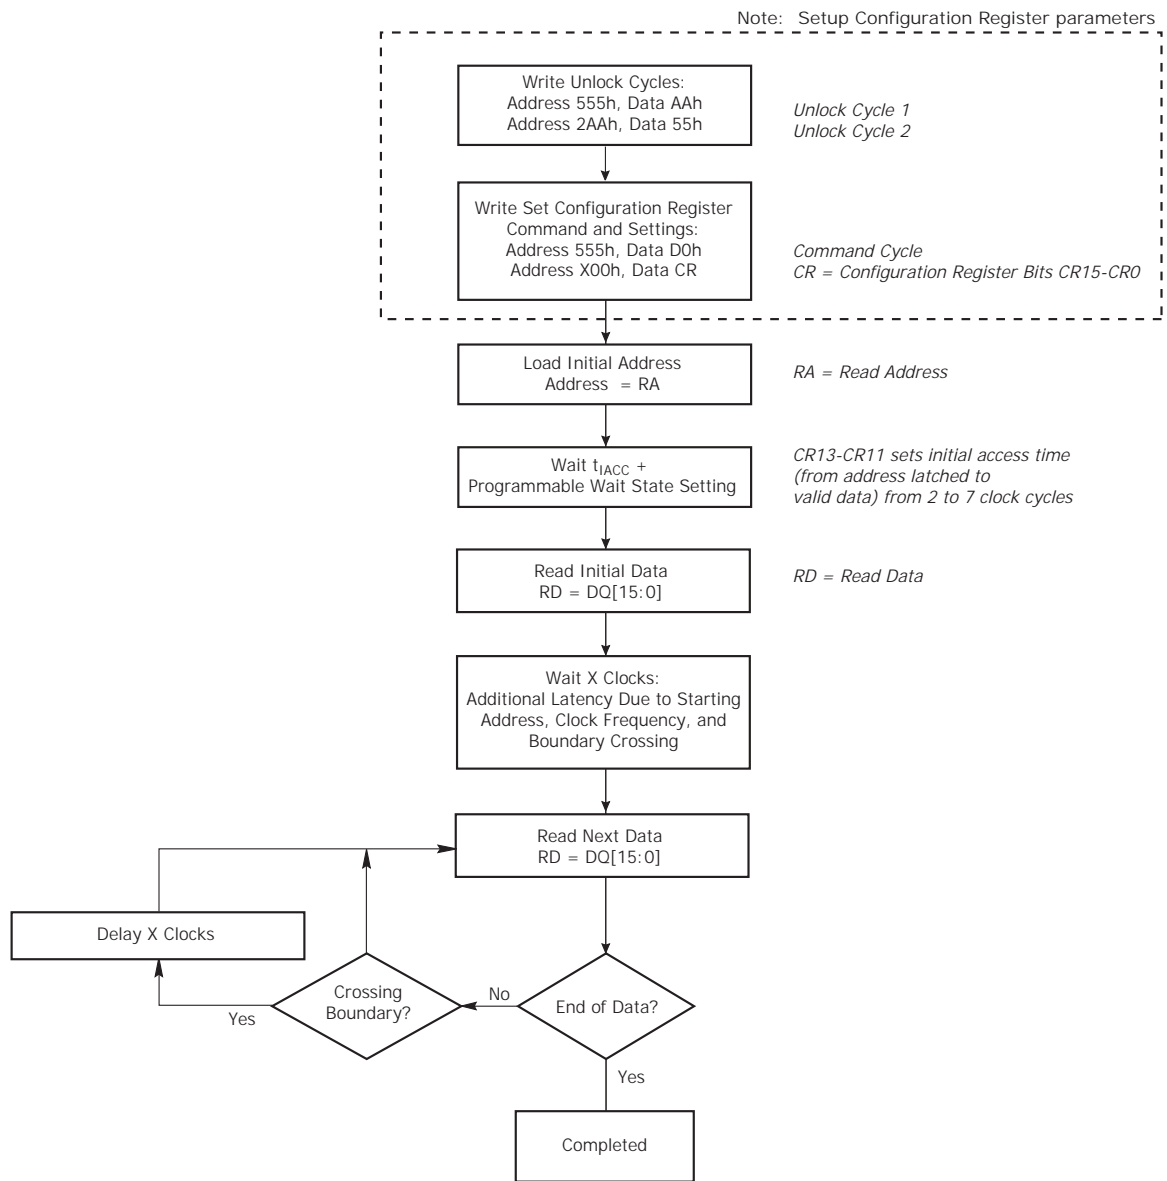 Note: Setup Configuration Register parameters
Write Unlock Cycles:
Address 555h, Data AAh
Address 2AAh, Data 55h
Unlock Cycle 1
Unlock Cycle 2
Write Set Configuration Register
Command and Settings:
Address 555h, Data D0h
Address X00h, Data CR
Command Cycle
CR = Configuration Register Bits CR15-CR0
Load Initial Address
Address = RA
RA = Read Address
Wait tIACC +
Programmable Wait State Setting
CR13-CR11 sets initial access time
(from address latched to
valid data) from 2 to 7 clock cycles
Read Initial Data
RD = DQ[15:0]
RD = Read Data
Wait X Clocks:
Additional Latency Due to Starting
Address, Clock Frequency, and
Boundary Crossing
Read Next Data
RD = DQ[15:0]
Delay X Clocks
Crossing
Boundary?
Yes
No
End of Data?
Yes
Completed